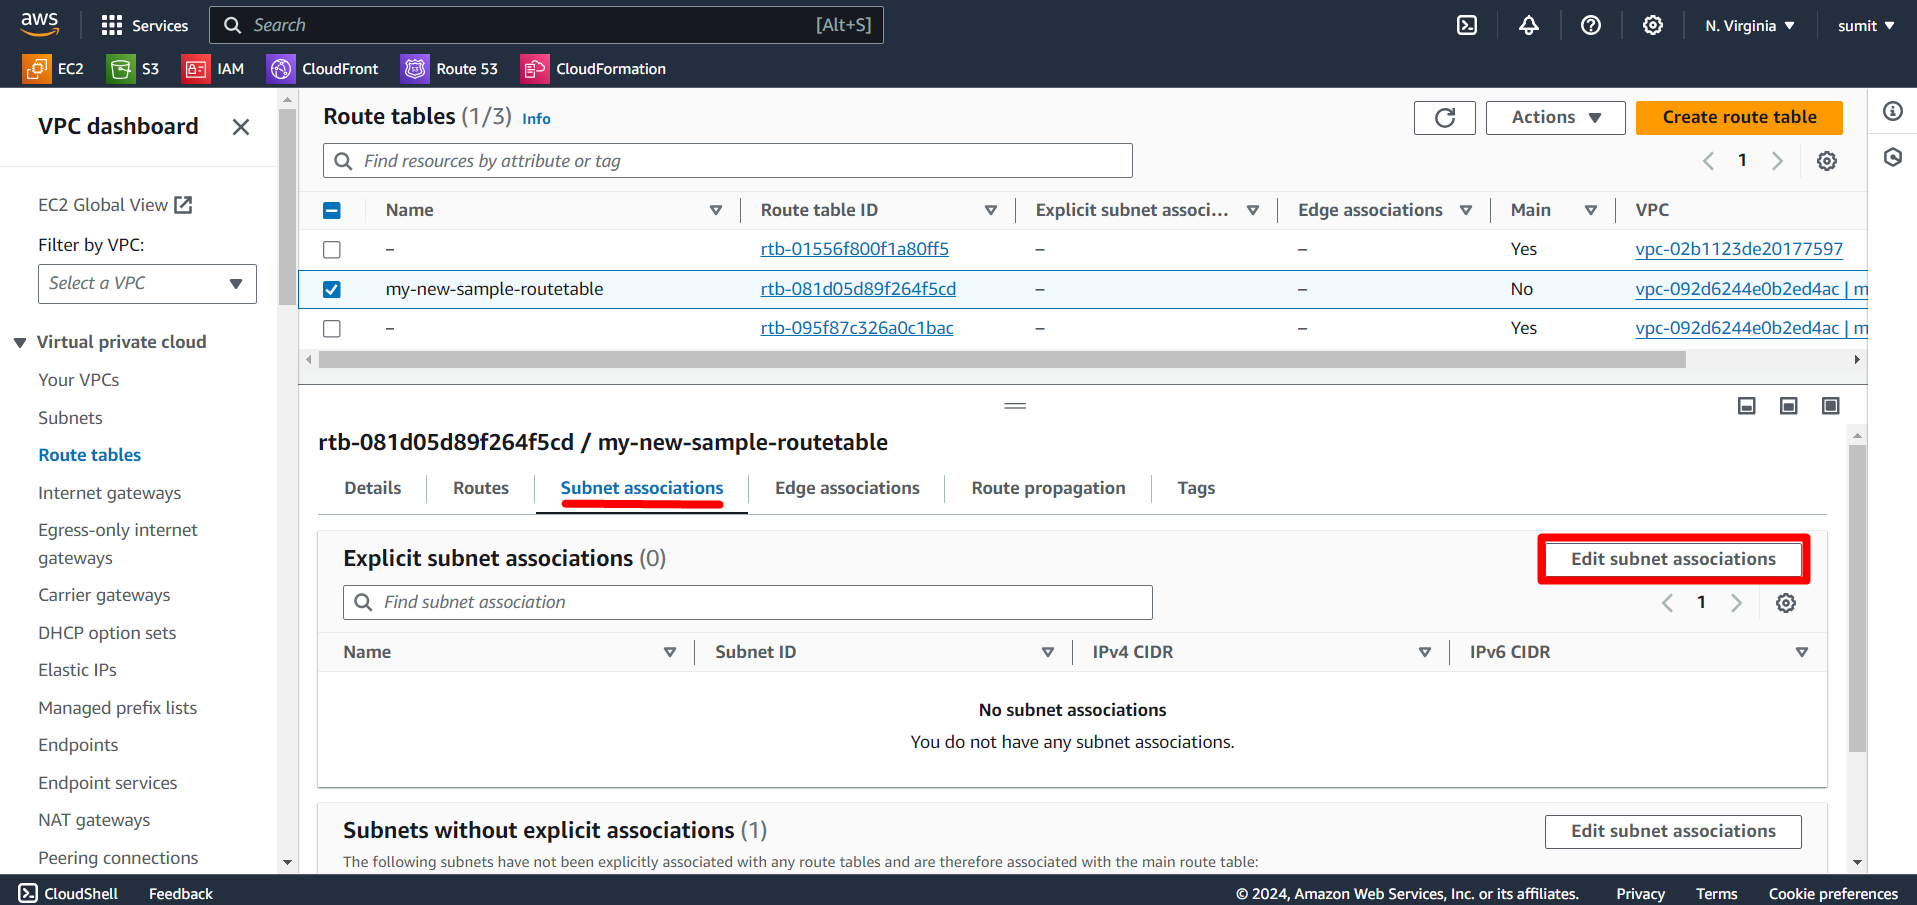 aws Services Search [Alt+S] N. Virginia sumit
EC2 S3 IAM CloudFront Route 53 CloudFormation
VPC dashboard
EC2 Global View
Filter by VPC:
Select a VPC
Virtual private cloud
Your VPCs
Subnets
Route tables
Internet gateways
Egress-only internet
gateways
Carrier gateways
DHCP option sets
Elastic IPs
Managed prefix lists
Endpoints
Endpoint services
NAT gateways
Peering connections
Route tables (1/3) Info Actions Create route table
Find resources by attribute or tag 1
Name Route table ID Explicit subnet associ... Edge associations Main VPC
– rtb-01556f800f1a80ff5 – – Yes vpc-02b1123de20177597
my-new-sample-routetable rtb-081d05d89f264f5cd – – No vpc-092d6244e0b2ed4ac | m
– rtb-095f87c326a0c1bac – – Yes vpc-092d6244e0b2ed4ac | m
rtb-081d05d89f264f5cd / my-new-sample-routetable
Details Routes Subnet associations Edge associations Route propagation Tags
Explicit subnet associations (0) Edit subnet associations
Find subnet association 1
Name Subnet ID IPv4 CIDR IPv6 CIDR
No subnet associations
You do not have any subnet associations.
Subnets without explicit associations (1) Edit subnet associations
The following subnets have not been explicitly associated with any route tables and are therefore associated with the main route table:
CloudShell Feedback © 2024, Amazon Web Services, Inc. or its affiliates. Privacy Terms Cookie preferences